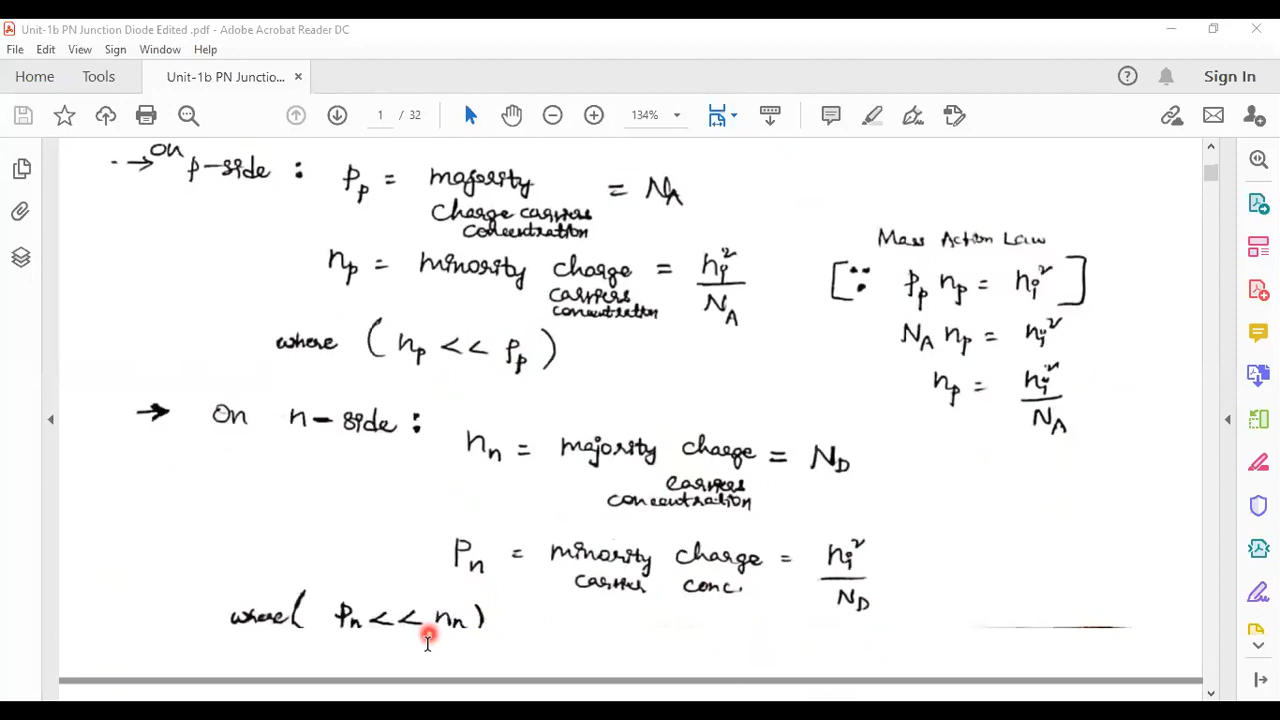 Unit-1b PN Junction Diode Edited .pdf - Adobe Acrobat Reader DC
File Edit View Sign Window Help
Home Tools Unit-1b PN Junctio... × Sign In
1 / 32 134%
→ On p-side : Pp = majority charge carriers concentration = NA
np = minority charge carriers concentration = ni² / NA
where ( np << Pp )
Mass Action Law
[∵ Pp np = ni² ]
NA np = ni²
np = ni² / NA
→ On n-side :
nn = majority charge carriers concentration = ND
Pn = minority charge carrier conc. = ni² / ND
where ( Pn << nn )